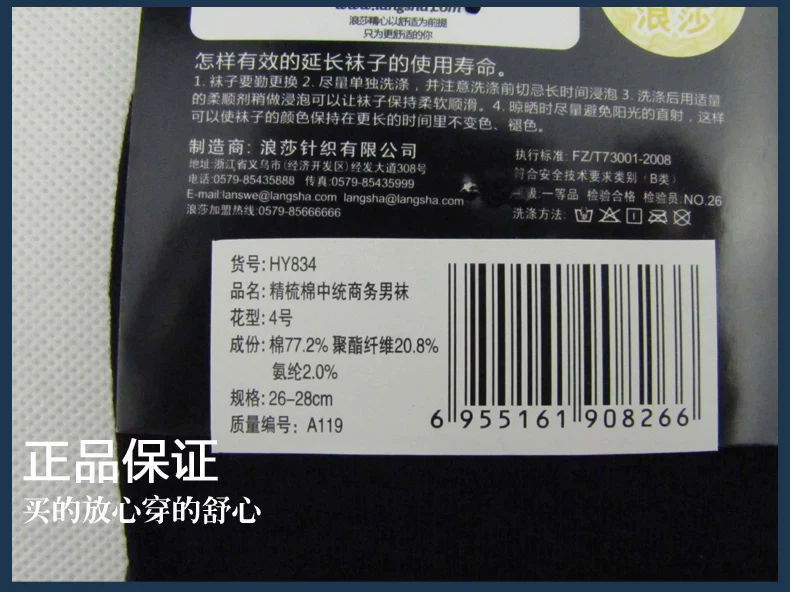 www.langsha.com
浪莎精心以舒适为前提
只为更舒适的你
浪莎
怎样有效的延长袜子的使用寿命。
1. 袜子要勤更换 2. 尽量单独洗涤，并注意洗涤前切忌长时间浸泡 3. 洗涤后用适量
的柔顺剂稍做浸泡可以让袜子保持柔软顺滑。4. 晾晒时尽量避免阳光的直射，这样
可以使袜子的颜色保持在更长的时间里不变色、褪色。
制造商: 浪莎针织有限公司
地址:浙江省义乌市(经济开发区)经发大道308号
电话:0579-85435888 传真:0579-85435999
E-mail:lanswe@langsha.com langsha@langsha.com
浪莎加盟热线:0579-85666666
执行标准: FZ/T73001-2008
符合安全技术要求类别（B类）
级:一等品 检验合格 检验员:NO.26
洗涤方法:
货号: HY834
品名: 精梳棉中统商务男袜
花型: 4号
成份: 棉77.2% 聚酯纤维20.8%
氨纶2.0%
规格: 26-28cm
质量编号: A119
6 955161 908266
正品保证
买的放心穿的舒心